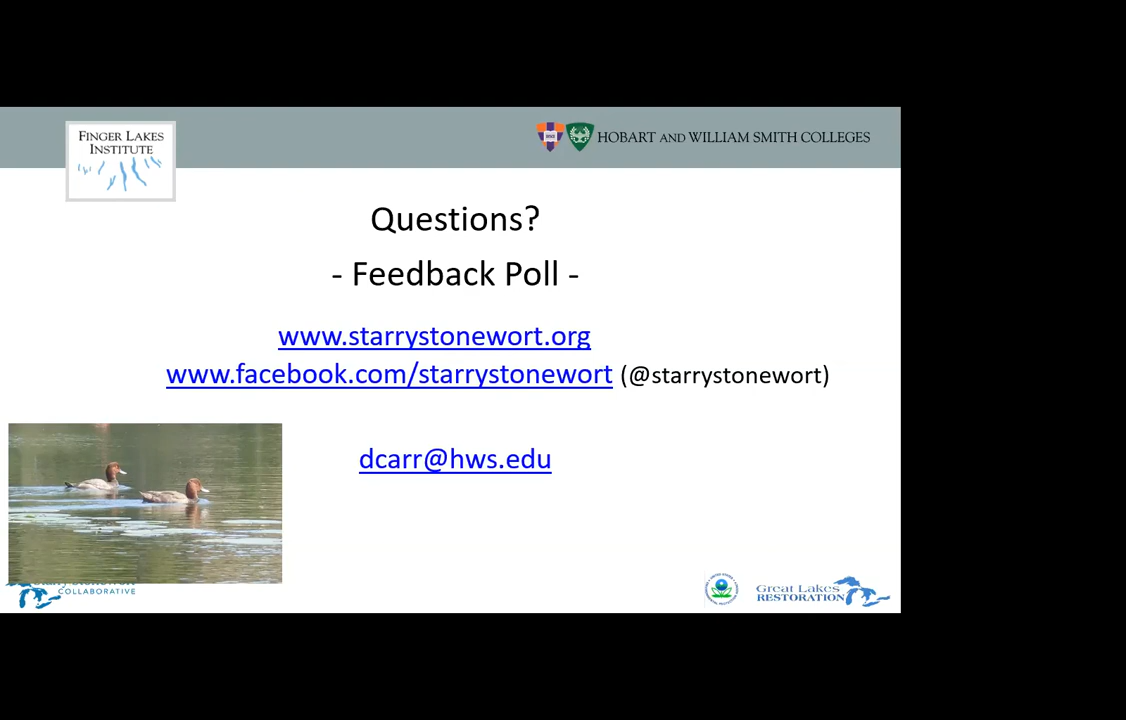 FINGER LAKES
INSTITUTE
HWS
HOBART AND WILLIAM SMITH COLLEGES
Questions?
- Feedback Poll -
www.starrystonewort.org
www.facebook.com/starrystonewort (@starrystonewort)
dcarr@hws.edu
COLLABORATIVE
Great Lakes
RESTORATION